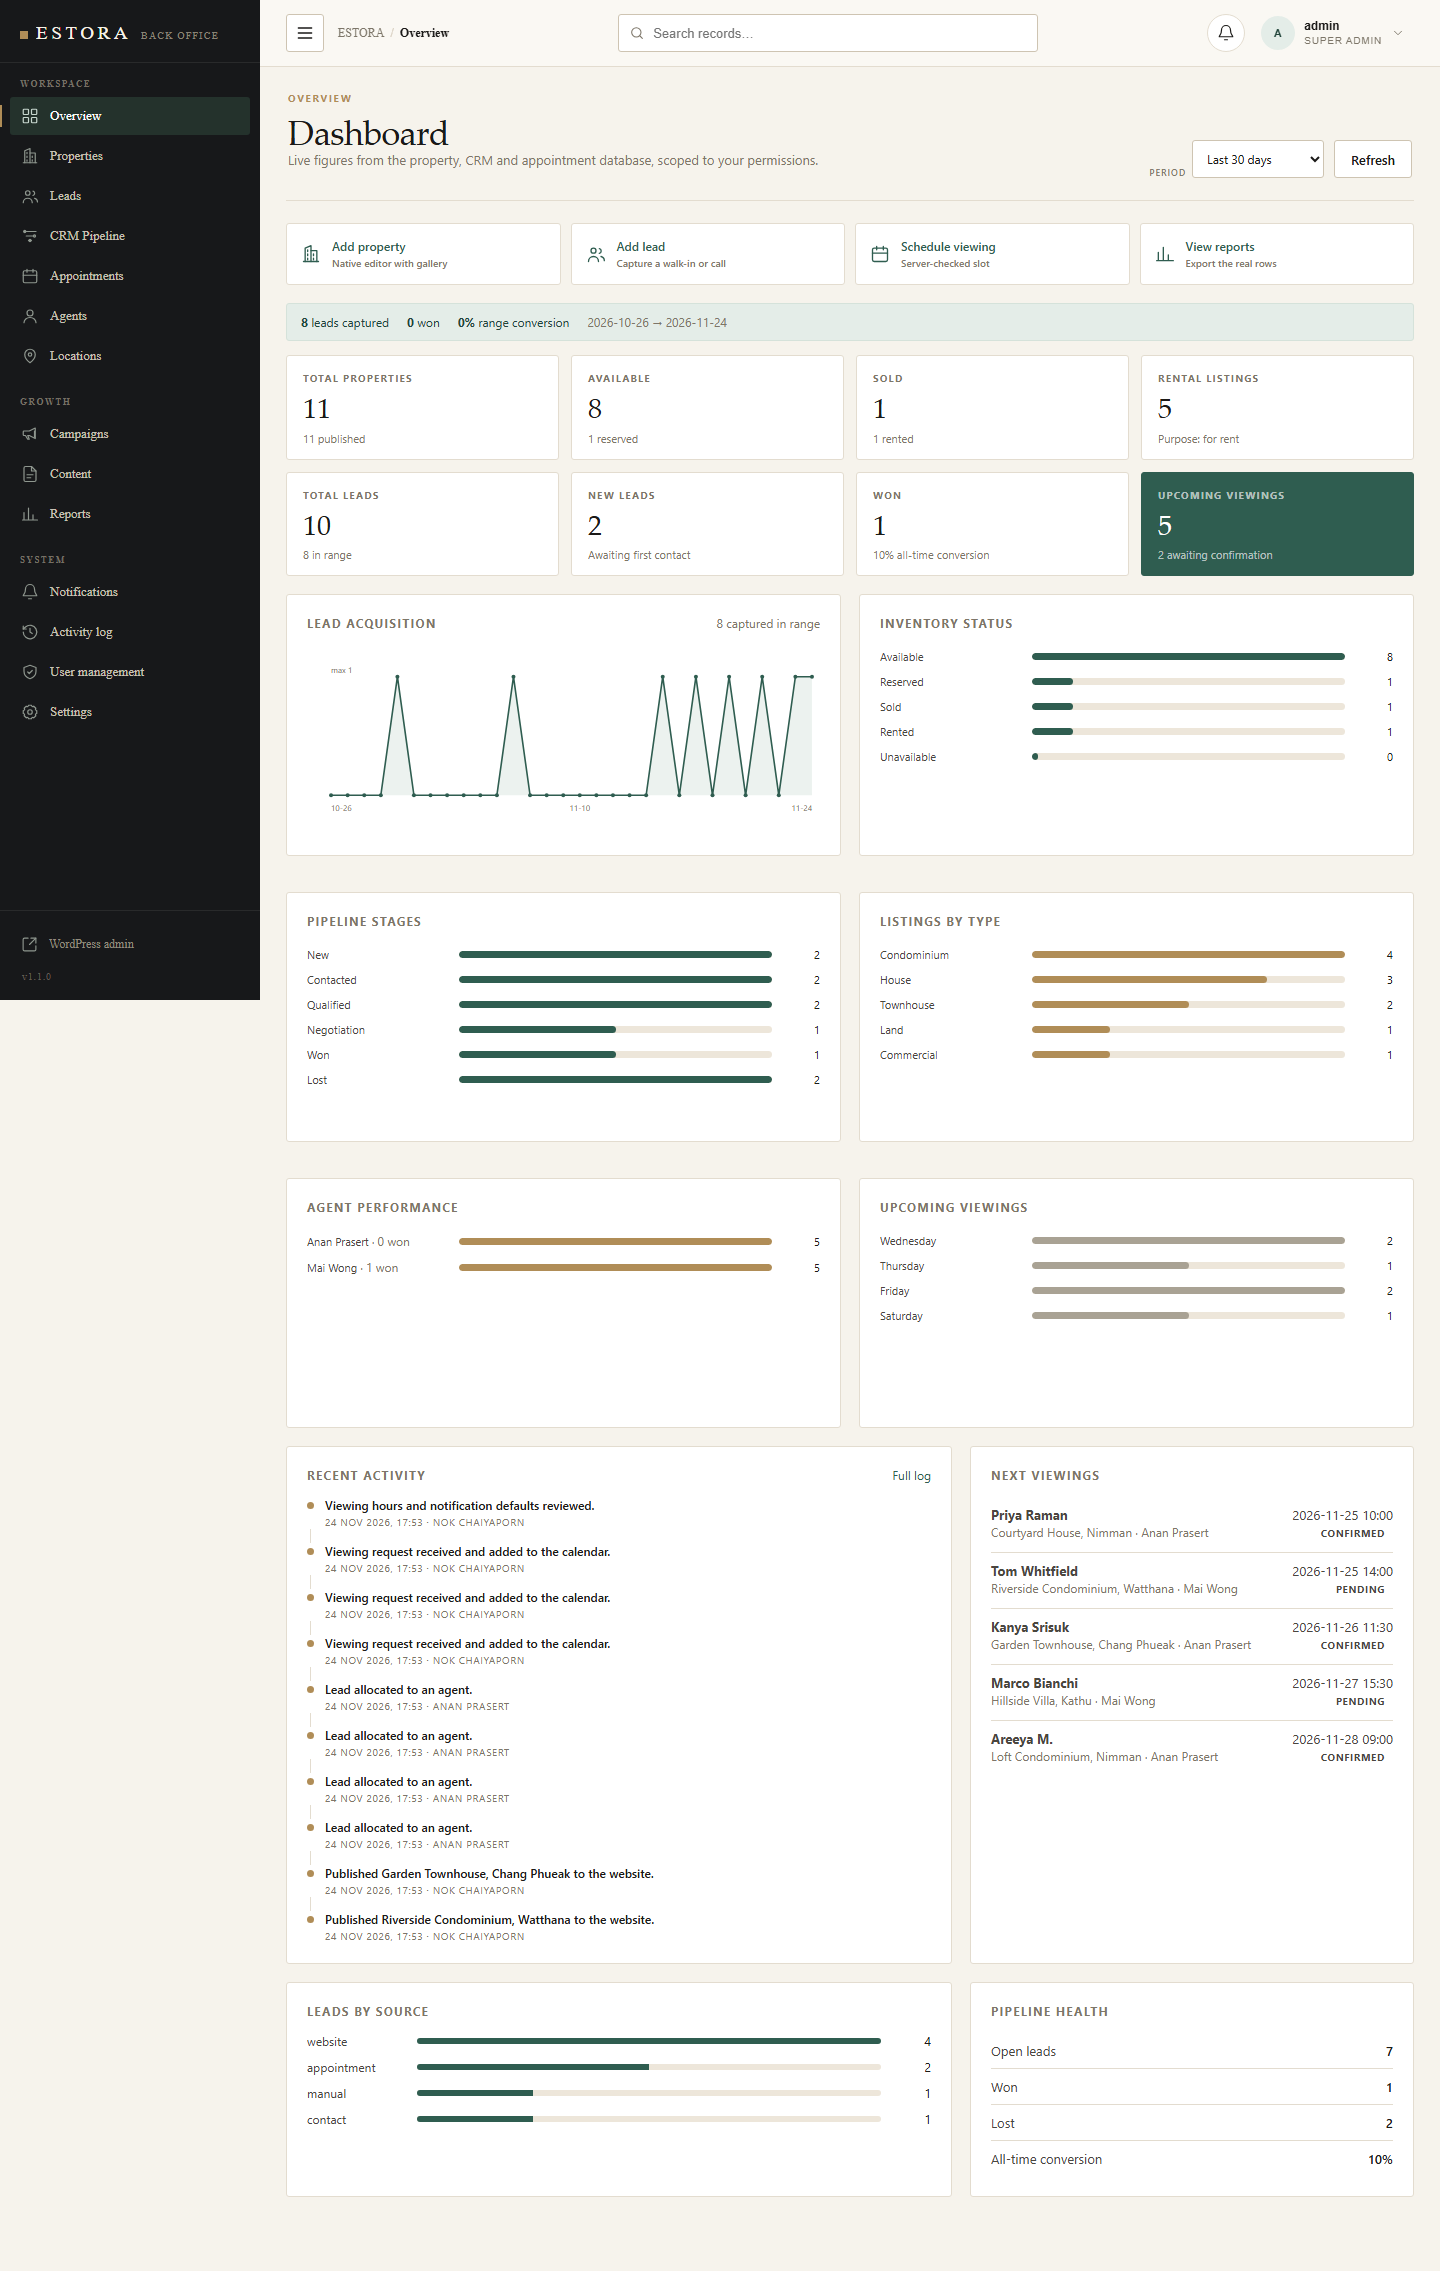 ESTORA BACK OFFICE
WORKSPACE
Overview
Properties
Leads
CRM Pipeline
Appointments
Agents
Locations
GROWTH
Campaigns
Content
Reports
SYSTEM
Notifications
Activity log
User management
Settings
WordPress admin
v1.1.0
ESTORA / Overview
Search records…
A
admin
SUPER ADMIN
OVERVIEW
Dashboard
Live figures from the property, CRM and appointment database, scoped to your permissions.
PERIOD
Last 30 days
Refresh
Add property
Native editor with gallery
Add lead
Capture a walk-in or call
Schedule viewing
Server-checked slot
View reports
Export the real rows
8 leads captured 0 won 0% range conversion 2026-10-26 → 2026-11-24
TOTAL PROPERTIES
11
11 published
AVAILABLE
8
1 reserved
SOLD
1
1 rented
RENTAL LISTINGS
5
Purpose: for rent
TOTAL LEADS
10
8 in range
NEW LEADS
2
Awaiting first contact
WON
1
10% all-time conversion
UPCOMING VIEWINGS
5
2 awaiting confirmation
LEAD ACQUISITION
8 captured in range
max 1
10-26
11-10
11-24
INVENTORY STATUS
Available 8
Reserved 1
Sold 1
Rented 1
Unavailable 0
PIPELINE STAGES
New 2
Contacted 2
Qualified 2
Negotiation 1
Won 1
Lost 2
LISTINGS BY TYPE
Condominium 4
House 3
Townhouse 2
Land 1
Commercial 1
AGENT PERFORMANCE
Anan Prasert · 0 won 5
Mai Wong · 1 won 5
UPCOMING VIEWINGS
Wednesday 2
Thursday 1
Friday 2
Saturday 1
RECENT ACTIVITY
Full log
Viewing hours and notification defaults reviewed.
24 NOV 2026, 17:53 · NOK CHAIYAPORN
Viewing request received and added to the calendar.
24 NOV 2026, 17:53 · NOK CHAIYAPORN
Viewing request received and added to the calendar.
24 NOV 2026, 17:53 · NOK CHAIYAPORN
Viewing request received and added to the calendar.
24 NOV 2026, 17:53 · NOK CHAIYAPORN
Lead allocated to an agent.
24 NOV 2026, 17:53 · ANAN PRASERT
Lead allocated to an agent.
24 NOV 2026, 17:53 · ANAN PRASERT
Lead allocated to an agent.
24 NOV 2026, 17:53 · ANAN PRASERT
Lead allocated to an agent.
24 NOV 2026, 17:53 · ANAN PRASERT
Published Garden Townhouse, Chang Phueak to the website.
24 NOV 2026, 17:53 · NOK CHAIYAPORN
Published Riverside Condominium, Watthana to the website.
24 NOV 2026, 17:53 · NOK CHAIYAPORN
NEXT VIEWINGS
Priya Raman 2026-11-25 10:00
Courtyard House, Nimman · Anan Prasert CONFIRMED
Tom Whitfield 2026-11-25 14:00
Riverside Condominium, Watthana · Mai Wong PENDING
Kanya Srisuk 2026-11-26 11:30
Garden Townhouse, Chang Phueak · Anan Prasert CONFIRMED
Marco Bianchi 2026-11-27 15:30
Hillside Villa, Kathu · Mai Wong PENDING
Areeya M. 2026-11-28 09:00
Loft Condominium, Nimman · Anan Prasert CONFIRMED
LEADS BY SOURCE
website 4
appointment 2
manual 1
contact 1
PIPELINE HEALTH
Open leads 7
Won 1
Lost 2
All-time conversion 10%